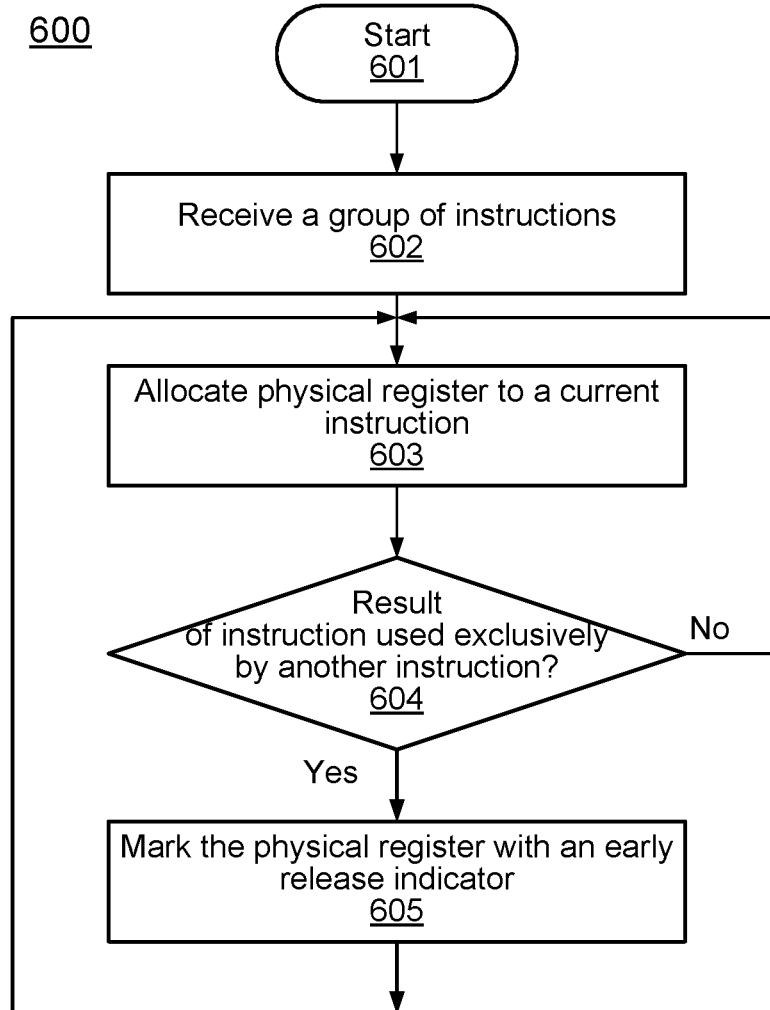 600
Start
601
Receive a group of instructions
602
Allocate physical register to a current
instruction
603
Result
of instruction used exclusively
by another instruction?
604
No
Yes
Mark the physical register with an early
release indicator
605